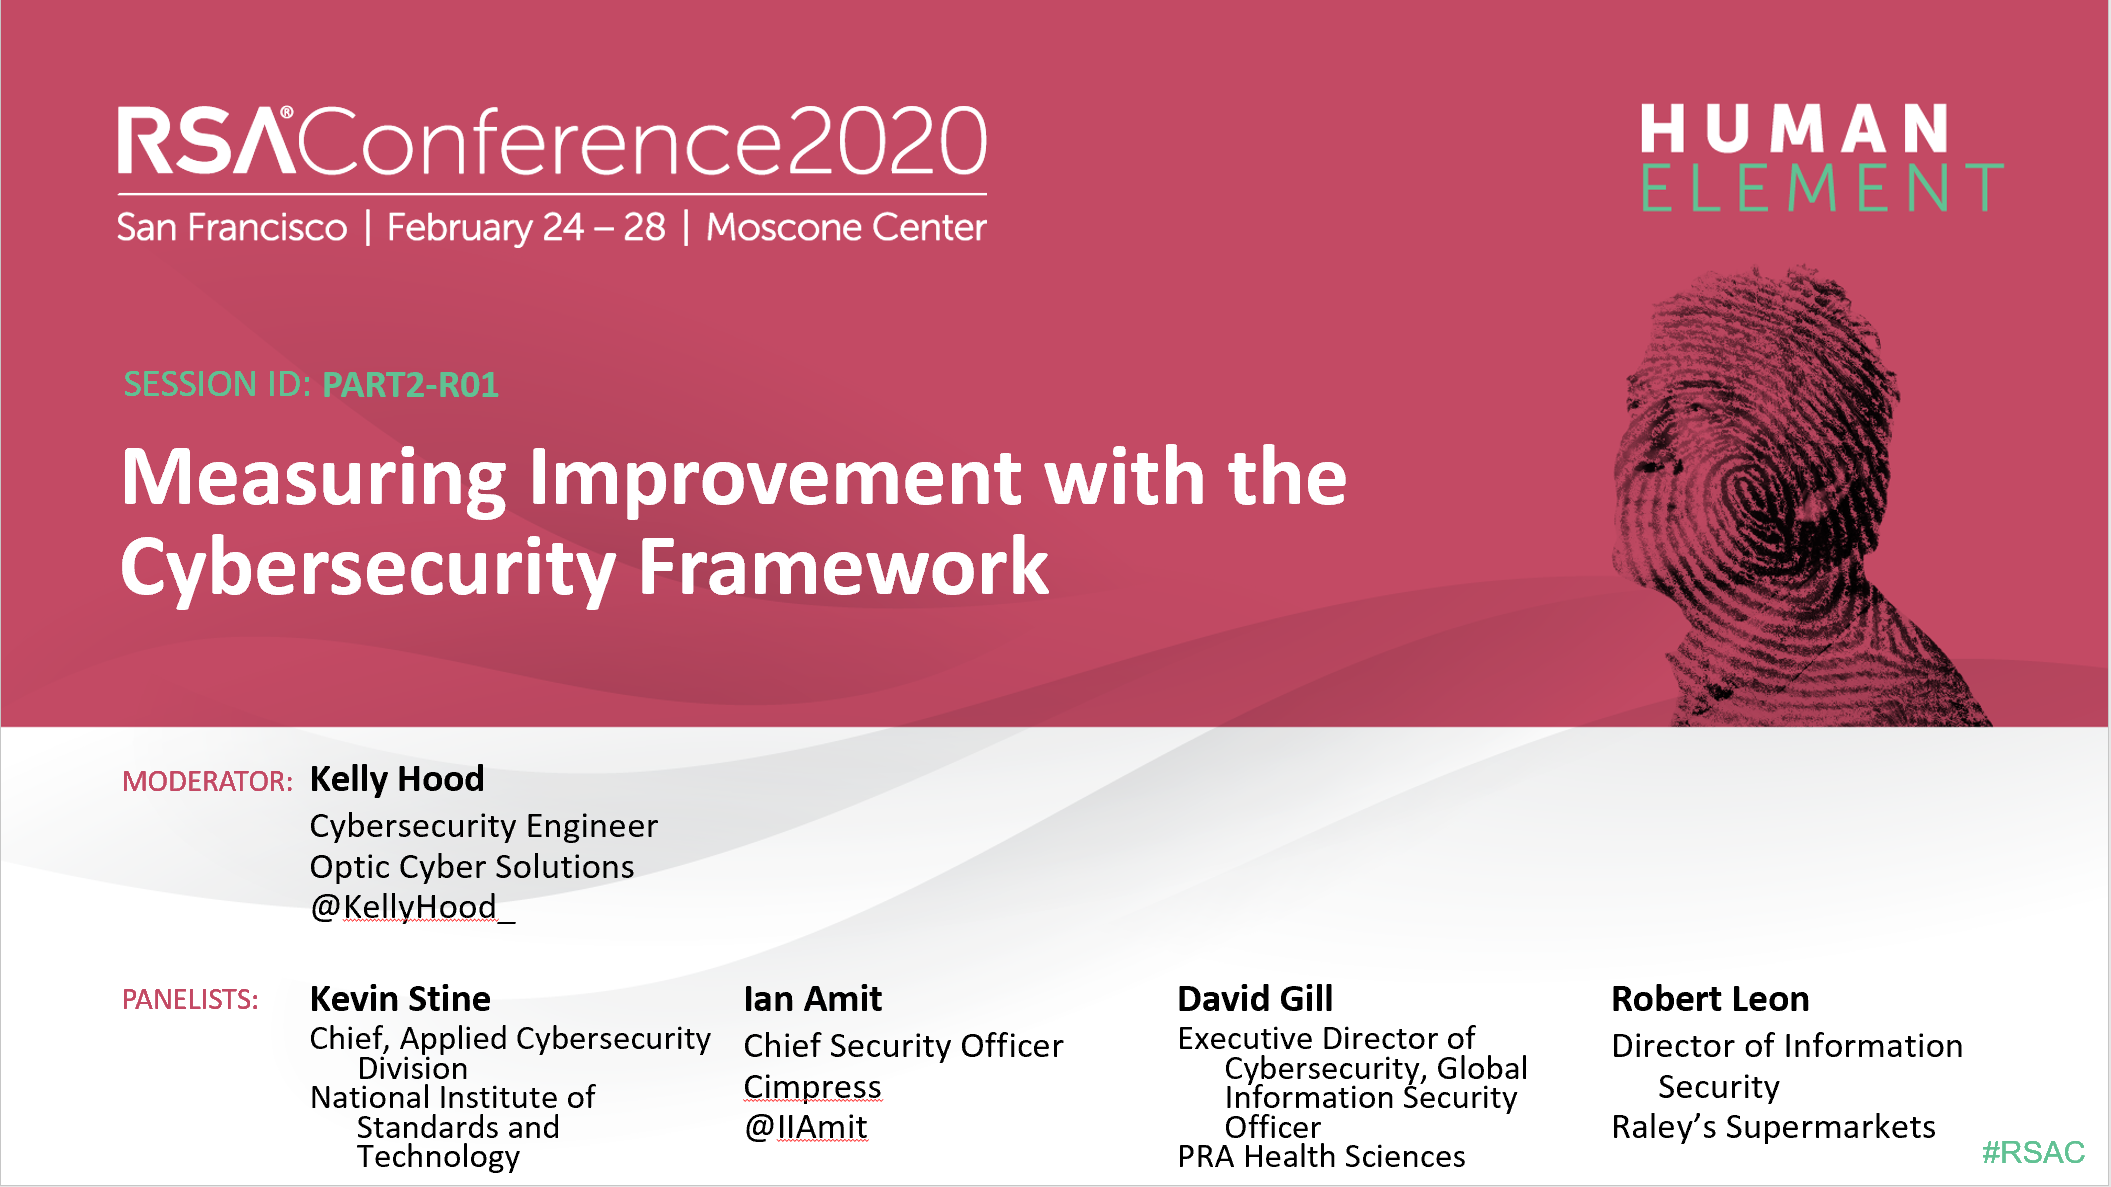 RSA®Conference2020
San Francisco | February 24 – 28 | Moscone Center
HUMAN
ELEMENT
SESSION ID: PART2-R01
Measuring Improvement with the
Cybersecurity Framework
MODERATOR: Kelly Hood
Cybersecurity Engineer
Optic Cyber Solutions
@KellyHood_
PANELISTS:
Kevin Stine
Chief, Applied Cybersecurity
Division
National Institute of
Standards and
Technology
Ian Amit
Chief Security Officer
Cimpress
@IIAmit
David Gill
Executive Director of
Cybersecurity, Global
Information Security
Officer
PRA Health Sciences
Robert Leon
Director of Information
Security
Raley’s Supermarkets
#RSAC